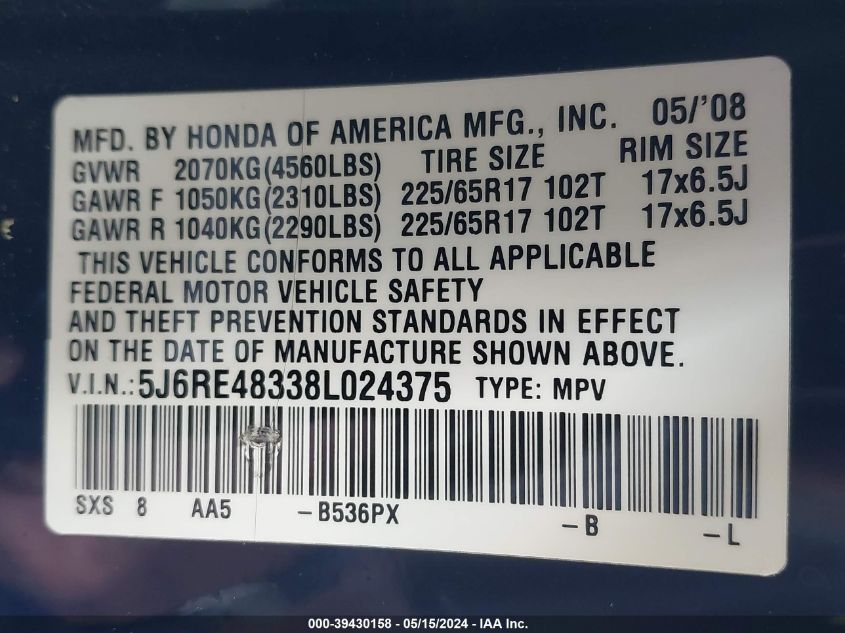 MFD. BY HONDA OF AMERICA MFG., INC. 05/'08
GVWR 2070KG(4560LBS) TIRE SIZE RIM SIZE
GAWR F 1050KG(2310LBS) 225/65R17 102T 17x6.5J
GAWR R 1040KG(2290LBS) 225/65R17 102T 17x6.5J
THIS VEHICLE CONFORMS TO ALL APPLICABLE
FEDERAL MOTOR VEHICLE SAFETY
AND THEFT PREVENTION STANDARDS IN EFFECT
ON THE DATE OF MANUFACTURE SHOWN ABOVE.
V.I.N.: 5J6RE48338L024375 TYPE: MPV
SXS 8 AA5 -B536PX -B -L
000-39430158 - 05/15/2024 - IAA Inc.